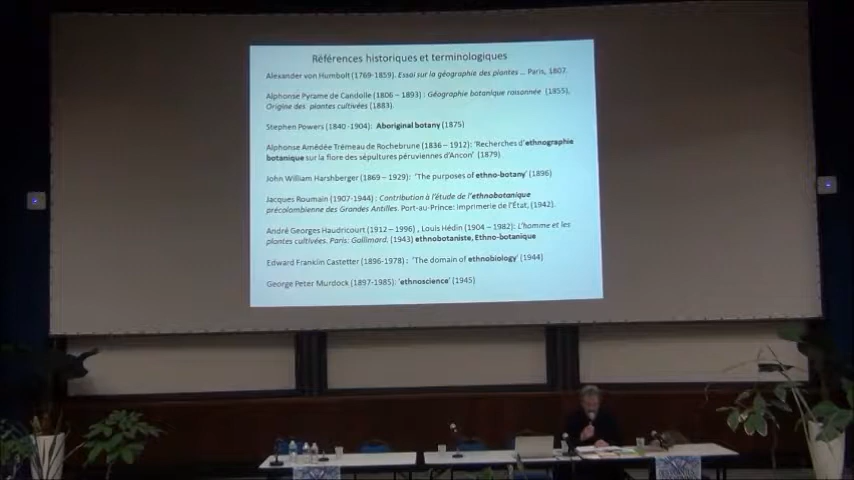 Références historiques et terminologiques
Alexander von Humbolt (1769-1859). Essai sur la géographie des plantes ... Paris, 1807.
Alphonse Pyrame de Candolle (1806 – 1893) : Géographie botanique raisonnée (1855),
Origine des plantes cultivées (1883).
Stephen Powers (1840 -1904): Aboriginal botany (1875)
Alphonse Amédée Trémeau de Rochebrune (1836 – 1912): 'Recherches d'ethnographie
botanique sur la flore des sépultures péruviennes d'Ancon' (1879)
John William Harshberger (1869 – 1929): 'The purposes of ethno-botany' (1896)
Jacques Roumain (1907-1944) : Contribution à l'étude de l'ethnobotanique
précolombienne des Grandes Antilles. Port-au-Prince: Imprimerie de l'État, (1942).
André Georges Haudricourt (1912 – 1996) , Louis Hédin (1904 – 1982): L'homme et les
plantes cultivées. Paris: Gallimard. (1943) ethnobotaniste, Ethno-botanique
Edward Franklin Castetter (1896-1978) : 'The domain of ethnobiology' (1944)
George Peter Murdock (1897-1985): 'ethnoscience' (1945)